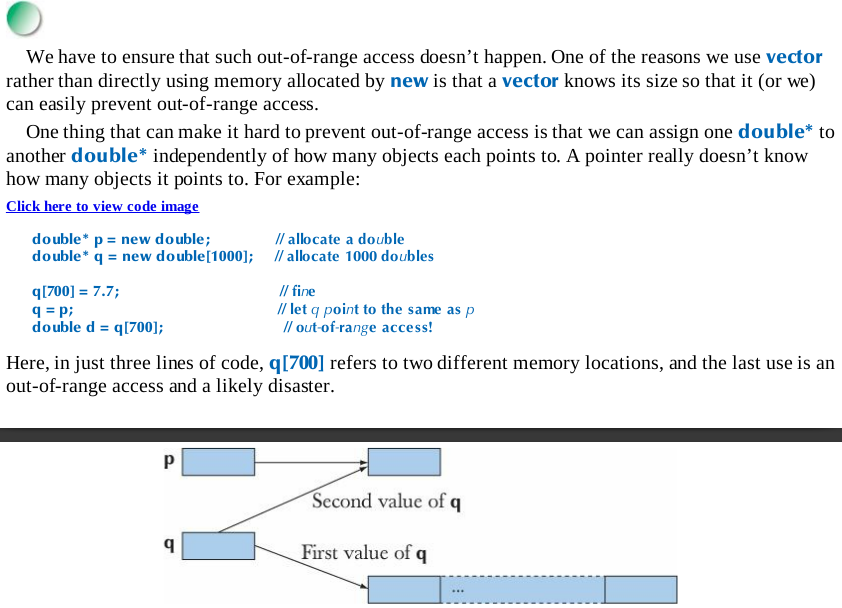 We have to ensure that such out-of-range access doesn’t happen. One of the reasons we use vector
rather than directly using memory allocated by new is that a vector knows its size so that it (or we)
can easily prevent out-of-range access.
One thing that can make it hard to prevent out-of-range access is that we can assign one double* to
another double* independently of how many objects each points to. A pointer really doesn’t know
how many objects it points to. For example:
Click here to view code image
double* p = new double; // allocate a double
double* q = new double[1000]; // allocate 1000 doubles
q[700] = 7.7; // fine
q = p; // let q point to the same as p
double d = q[700]; // out-of-range access!
Here, in just three lines of code, q[700] refers to two different memory locations, and the last use is an
out-of-range access and a likely disaster.
p
Second value of q
q
First value of q
...